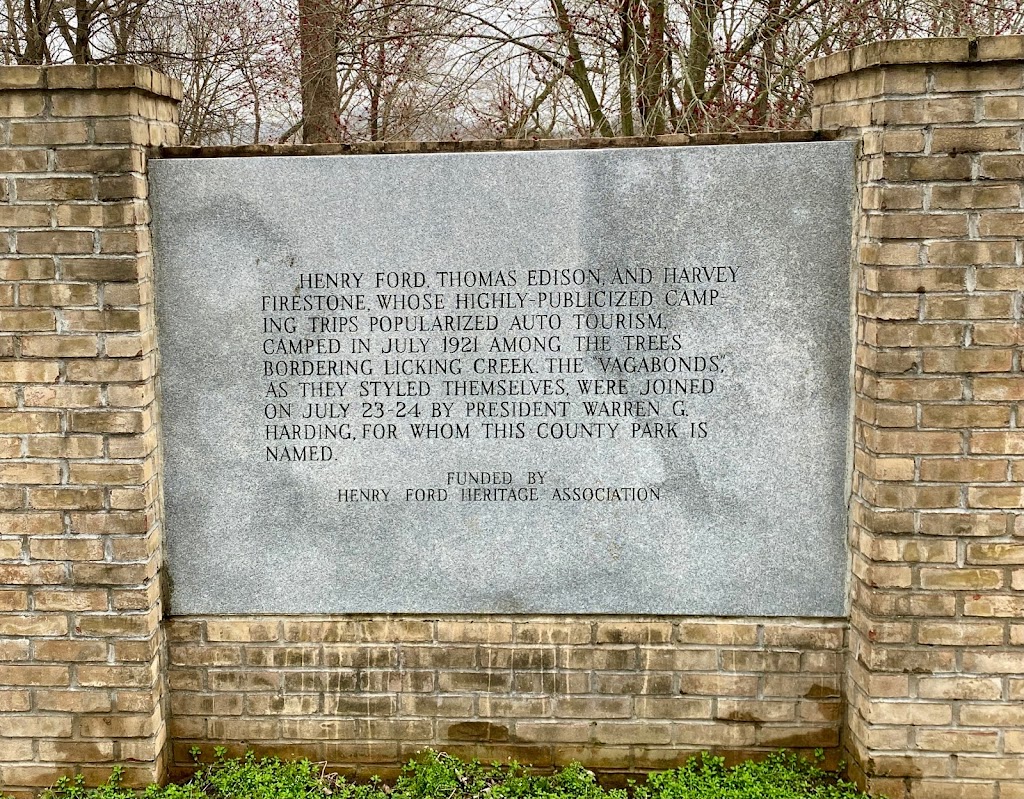 HENRY FORD, THOMAS EDISON, AND HARVEY
FIRESTONE, WHOSE HIGHLY-PUBLICIZED CAMP-
ING TRIPS POPULARIZED AUTO TOURISM,
CAMPED IN JULY 1921 AMONG THE TREES
BORDERING LICKING CREEK. THE "VAGABONDS",
AS THEY STYLED THEMSELVES, WERE JOINED
ON JULY 23-24 BY PRESIDENT WARREN G.
HARDING, FOR WHOM THIS COUNTY PARK IS
NAMED.
FUNDED BY
HENRY FORD HERITAGE ASSOCIATION